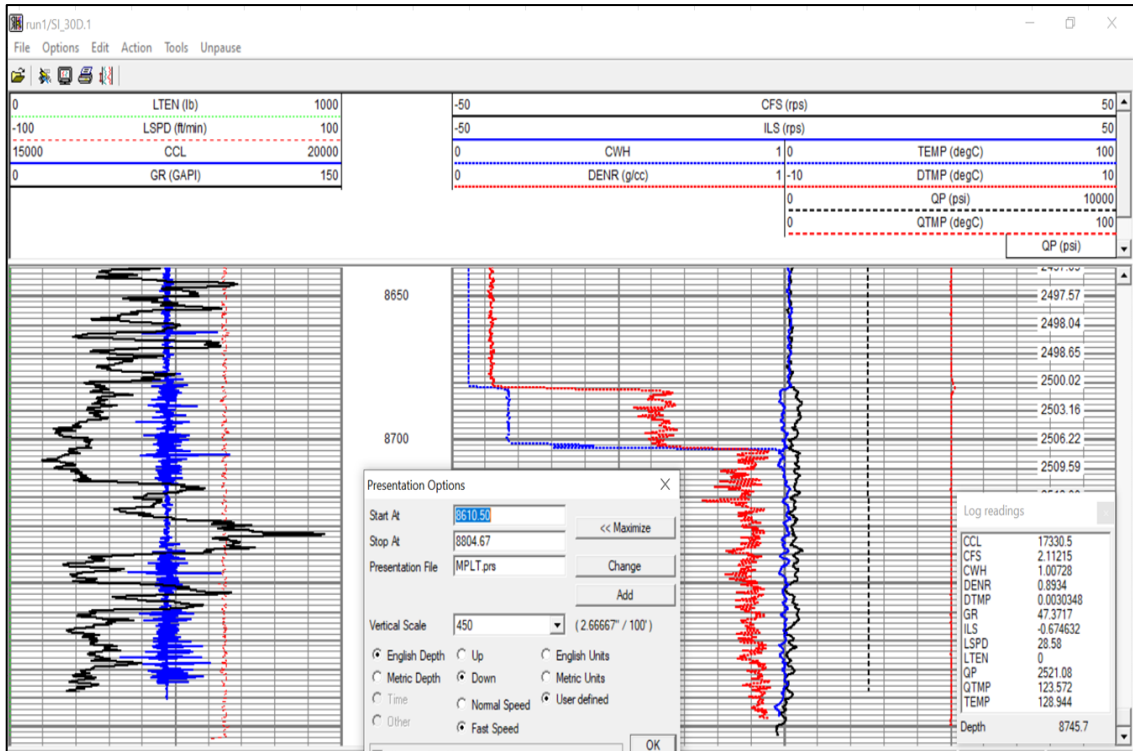 run1/SI_30D.1
File Options Edit Action Tools Unpause
0 LTEN (lb) 1000
-100 LSPD (ft/min) 100
15000 CCL 20000
0 GR (GAPI) 150
-50 CFS (rps) 50
-50 ILS (rps) 50
0 CWH 1 0 TEMP (degC) 100
0 DENR (g/cc) 1 -10 DTMP (degC) 10
0 QP (psi) 10000
0 QTMP (degC) 100
QP (psi)
8650
2497.57
2498.04
2498.65
2500.02
2503.16
8700
2506.22
2509.59
Presentation Options
Start At 8610.50
<< Maximize
Stop At 8804.67
Presentation File MPLT.prs
Change
Add
Vertical Scale 450 ( 2.66667" / 100' )
English Depth Up English Units
Metric Depth Down Metric Units
Time Normal Speed User defined
Other Fast Speed
OK
Log readings
CCL 17330.5
CFS 2.11215
CWH 1.00728
DENR 0.8934
DTMP 0.0030348
GR 47.3717
ILS -0.674632
LSPD 28.58
LTEN 0
QP 2521.08
QTMP 123.572
TEMP 128.944
Depth 8745.7